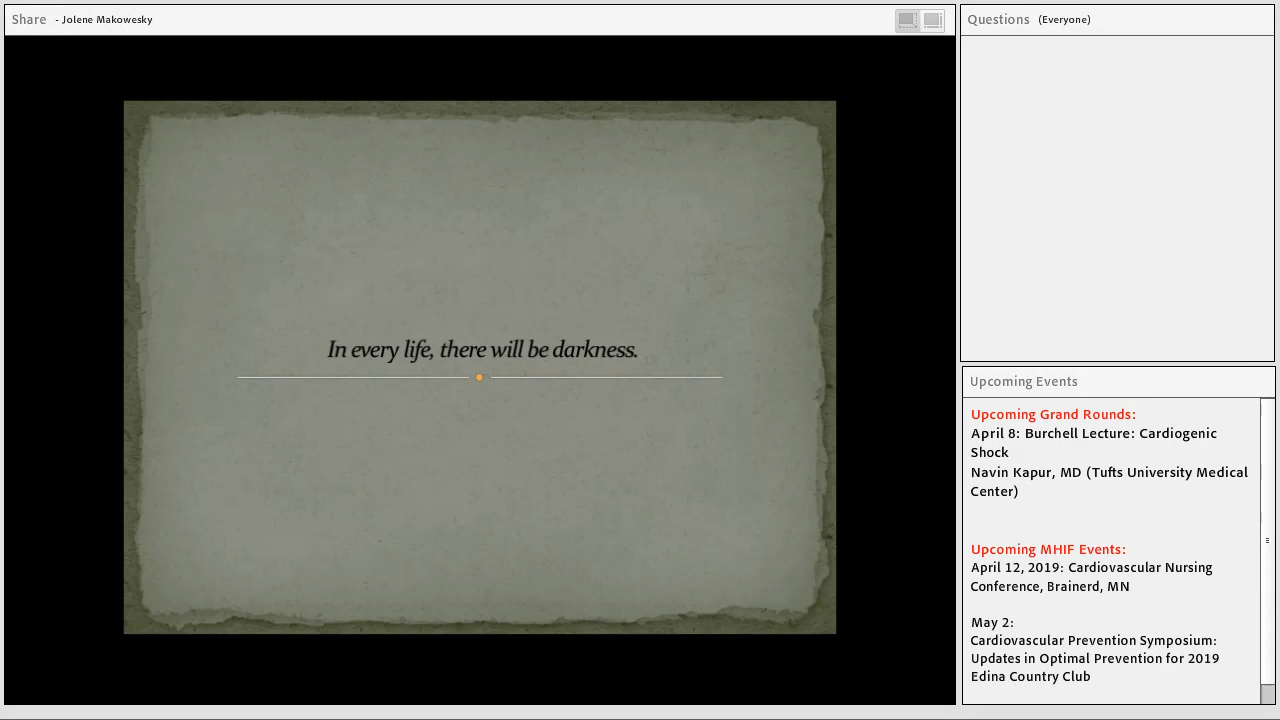 Share - Jolene Makowesky
Questions (Everyone)
In every life, there will be darkness.
Upcoming Events
Upcoming Grand Rounds:
April 8: Burchell Lecture: Cardiogenic
Shock
Navin Kapur, MD (Tufts University Medical
Center)
Upcoming MHIF Events:
April 12, 2019: Cardiovascular Nursing
Conference, Brainerd, MN
May 2:
Cardiovascular Prevention Symposium:
Updates in Optimal Prevention for 2019
Edina Country Club